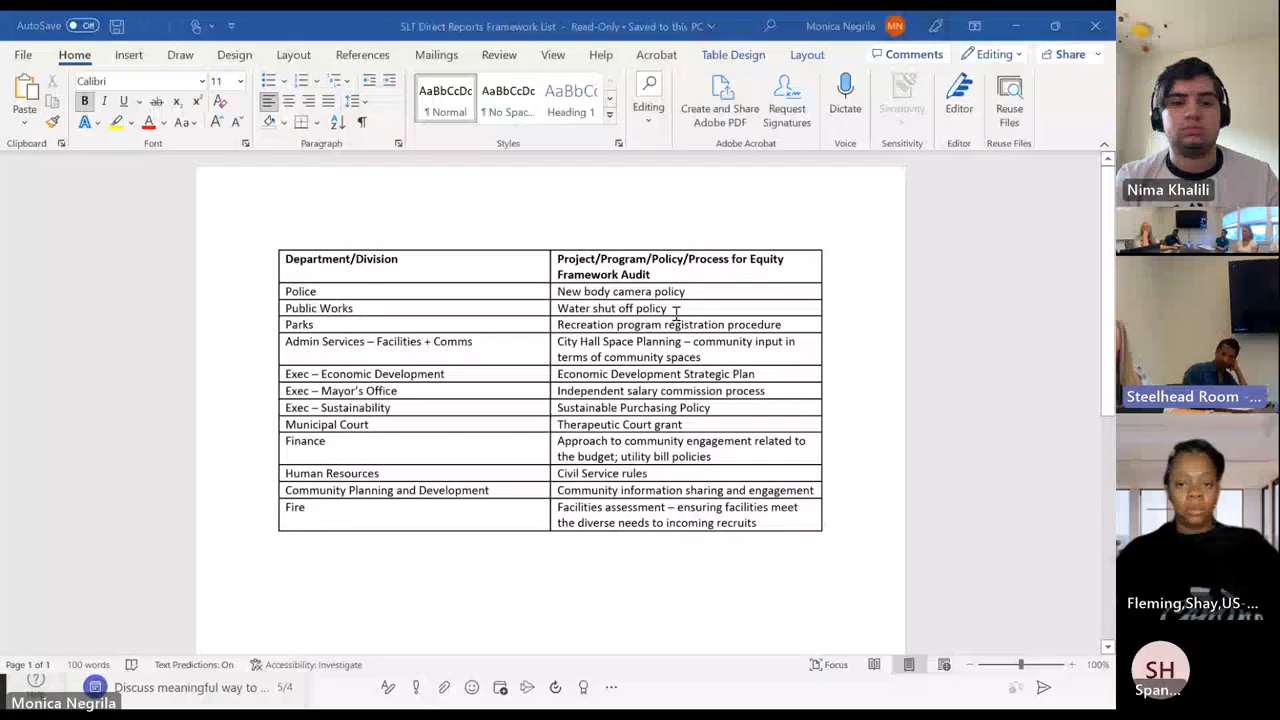 AutoSave Off SLT Direct Reports Framework List - Read-Only • Saved to this PC Monica Negrila MN
File Home Insert Draw Design Layout References Mailings Review View Help Acrobat Table Design Layout Comments Editing Share
Paste Calibri 11 AaBbCcDc AaBbCcDc AaBbCc Editing Create and Share Request Dictate Sensitivity Editor Reuse
B I U ab x₂ x² ¶ Normal ¶ No Spac... Heading 1 Adobe PDF Signatures Files
A A Aa A A
Clipboard Font Paragraph Styles Adobe Acrobat Voice Sensitivity Editor Reuse Files
Department/Division Project/Program/Policy/Process for Equity
Framework Audit
Police New body camera policy
Public Works Water shut off policy
Parks Recreation program registration procedure
Admin Services – Facilities + Comms City Hall Space Planning – community input in
terms of community spaces
Exec – Economic Development Economic Development Strategic Plan
Exec – Mayor's Office Independent salary commission process
Exec – Sustainability Sustainable Purchasing Policy
Municipal Court Therapeutic Court grant
Finance Approach to community engagement related to
the budget; utility bill policies
Human Resources Civil Service rules
Community Planning and Development Community information sharing and engagement
Fire Facilities assessment – ensuring facilities meet
the diverse needs to incoming recruits
Page 1 of 1 100 words Text Predictions: On Accessibility: Investigate Focus 100%
Help Discuss meaningful way to ... 5/4
Monica Negrila
Nima Khalili
Steelhead Room -...
Fleming,Shay,US-...
SH
Span...